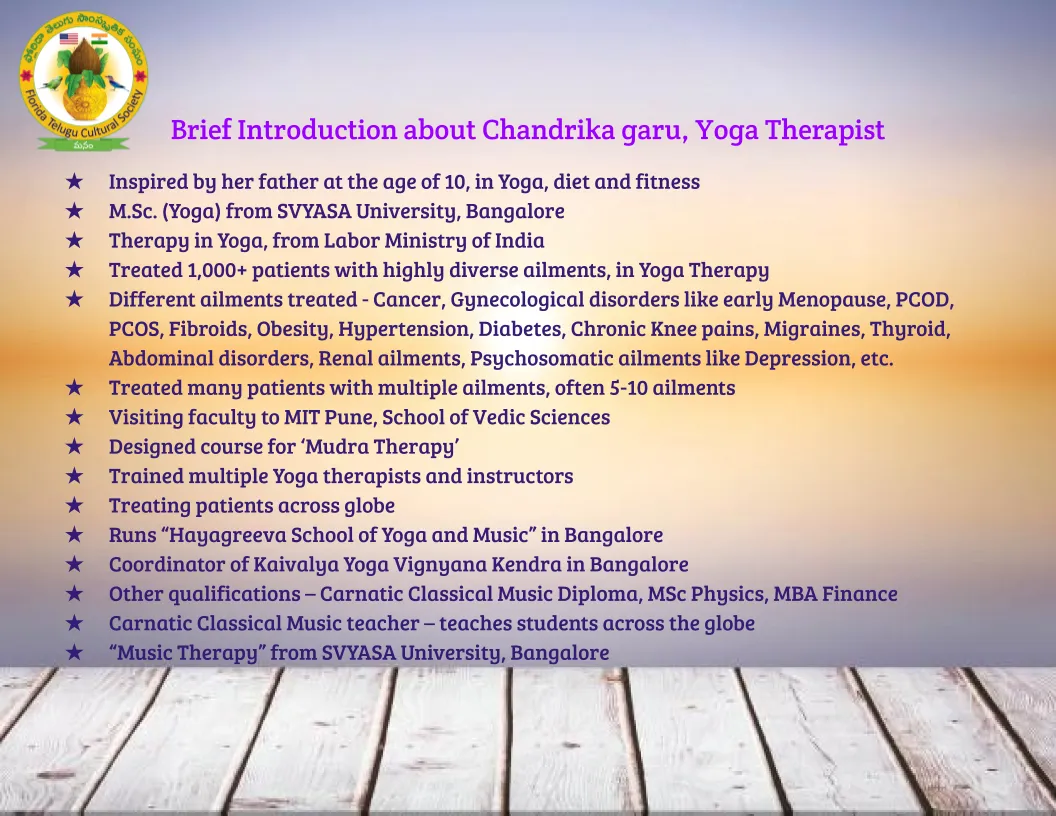 ఫ్లోరిడా తెలుగు సాంస్కృతిక సంఘం
Florida Telugu Cultural Society
మనం
Brief Introduction about Chandrika garu, Yoga Therapist
★ Inspired by her father at the age of 10, in Yoga, diet and fitness
★ M.Sc. (Yoga) from SVYASA University, Bangalore
★ Therapy in Yoga, from Labor Ministry of India
★ Treated 1,000+ patients with highly diverse ailments, in Yoga Therapy
★ Different ailments treated - Cancer, Gynecological disorders like early Menopause, PCOD,
PCOS, Fibroids, Obesity, Hypertension, Diabetes, Chronic Knee pains, Migraines, Thyroid,
Abdominal disorders, Renal ailments, Psychosomatic ailments like Depression, etc.
★ Treated many patients with multiple ailments, often 5-10 ailments
★ Visiting faculty to MIT Pune, School of Vedic Sciences
★ Designed course for ‘Mudra Therapy’
★ Trained multiple Yoga therapists and instructors
★ Treating patients across globe
★ Runs “Hayagreeva School of Yoga and Music” in Bangalore
★ Coordinator of Kaivalya Yoga Vignyana Kendra in Bangalore
★ Other qualifications – Carnatic Classical Music Diploma, MSc Physics, MBA Finance
★ Carnatic Classical Music teacher – teaches students across the globe
★ “Music Therapy” from SVYASA University, Bangalore